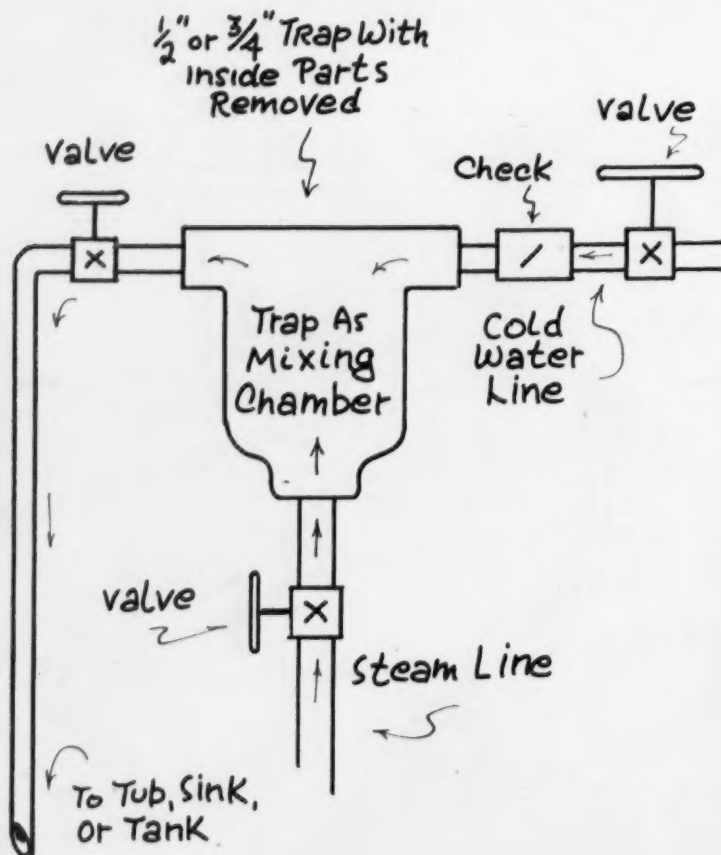 1/2" or 3/4" Trap With
Inside Parts
Removed
Valve
Valve
Check
Trap As
Mixing
Chamber
Cold
Water
Line
Valve
Steam Line
To Tub, Sink,
or Tank